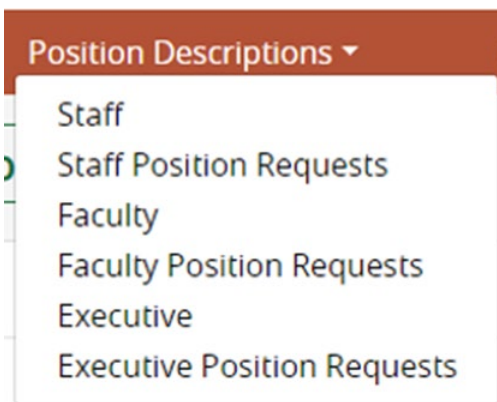 Position Descriptions
Staff
Staff Position Requests
Faculty
Faculty Position Requests
Executive
Executive Position Requests